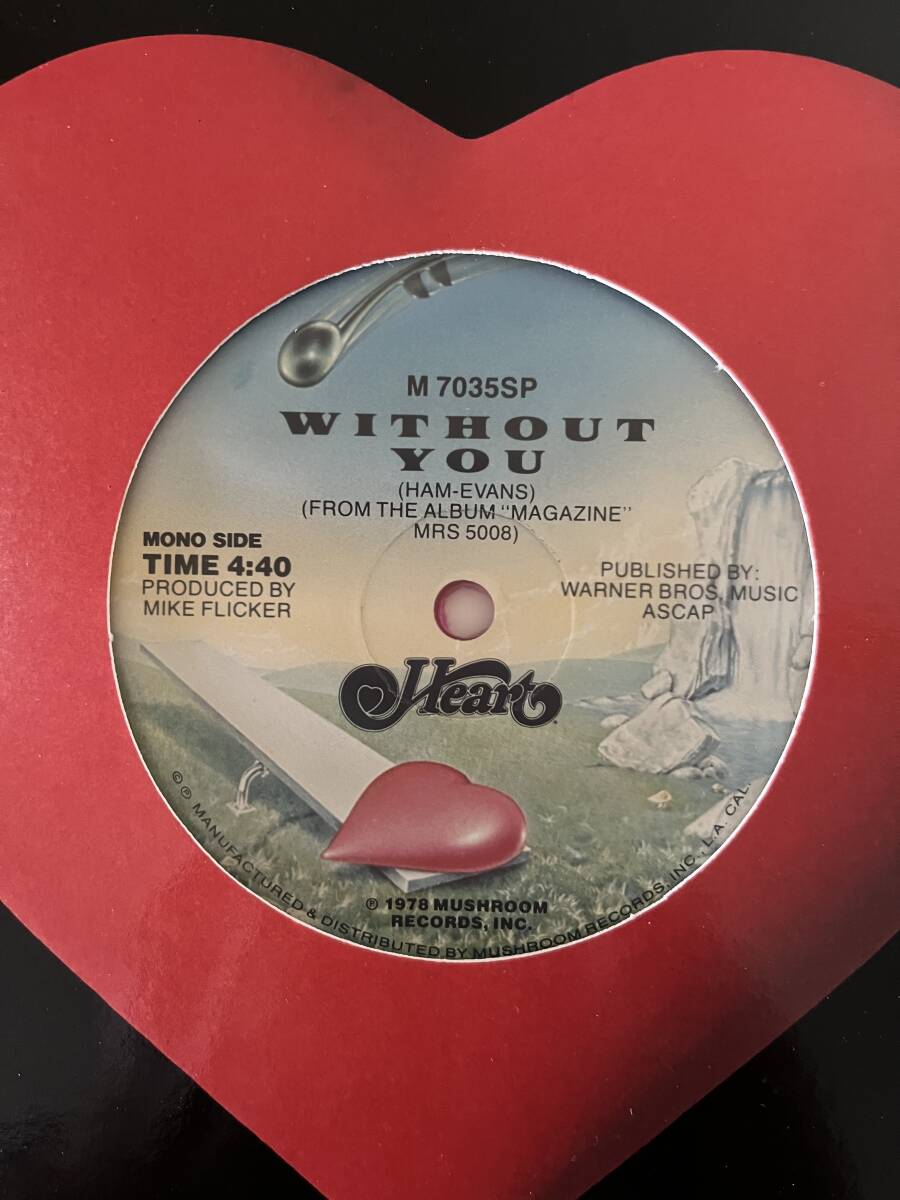 M 7035SP
WITHOUT
YOU
(HAM-EVANS)
(FROM THE ALBUM "MAGAZINE"
MRS 5008)
MONO SIDE
TIME 4:40
PRODUCED BY
MIKE FLICKER
PUBLISHED BY:
WARNER BROS. MUSIC
ASCAP
Heart
℗ 1978 MUSHROOM
RECORDS, INC.
© ℗ MANUFACTURED & DISTRIBUTED BY MUSHROOM RECORDS, INC., L.A. CAL.